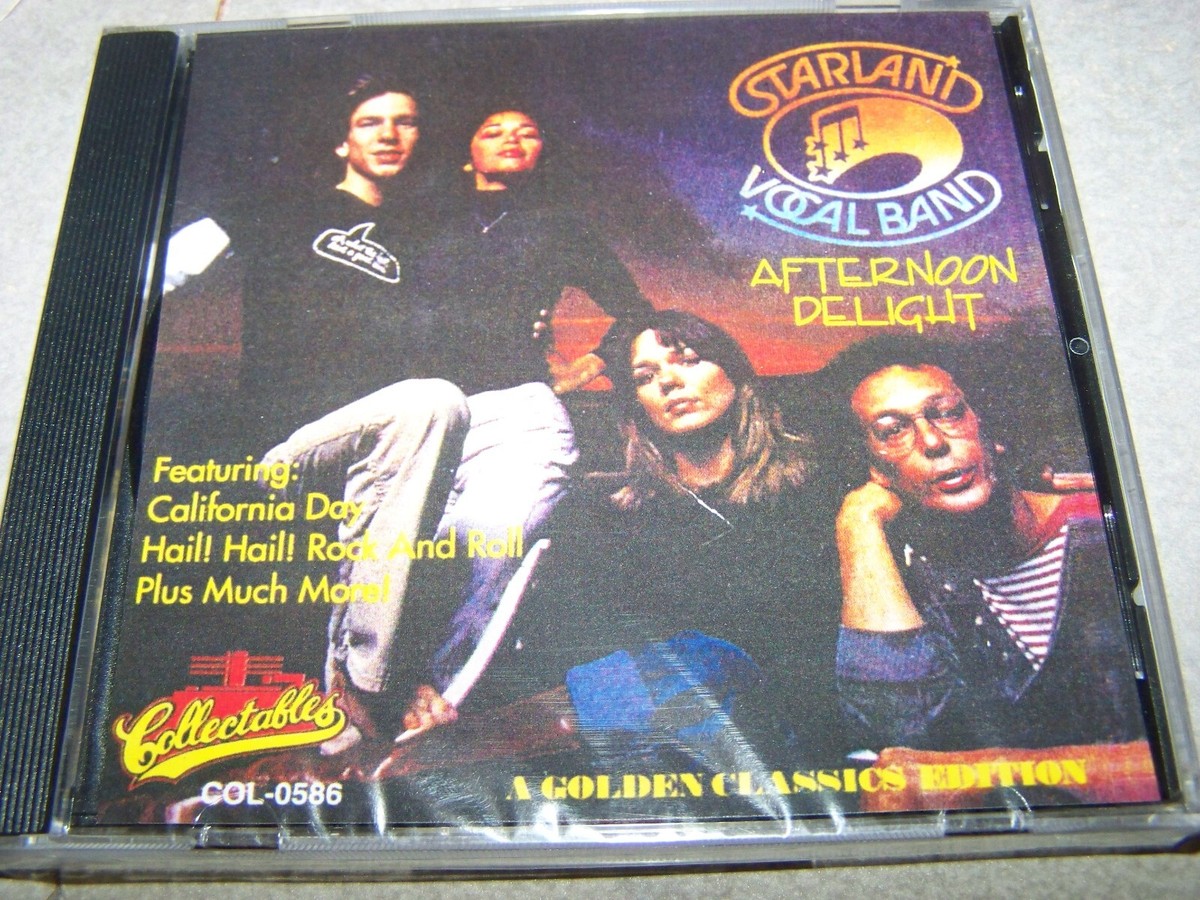 STARLAND
VOCAL BAND
AFTERNOON
DELIGHT
Featuring:
California Day
Hail! Hail! Rock And Roll
Plus Much More!
Collectables
COL-0586
A GOLDEN CLASSICS EDITION